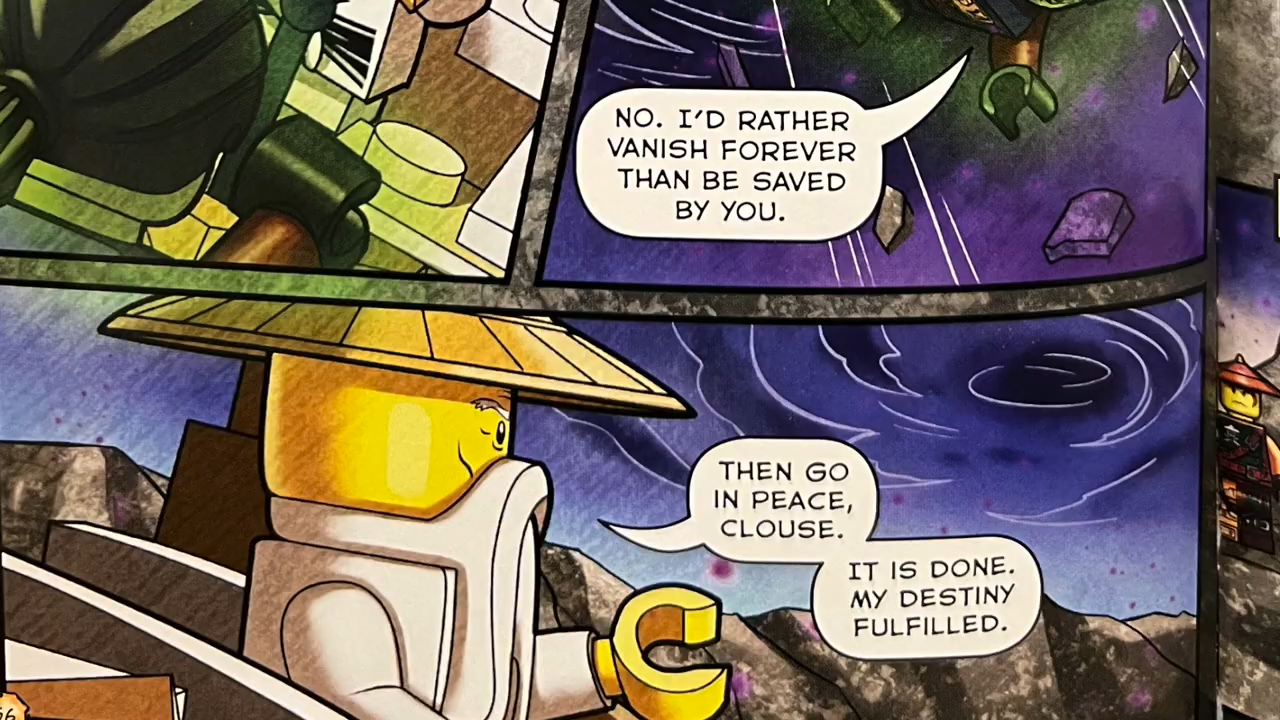 NO. I'D RATHER
VANISH FOREVER
THAN BE SAVED
BY YOU.
THEN GO
IN PEACE,
CLOUSE.
IT IS DONE.
MY DESTINY
FULFILLED.